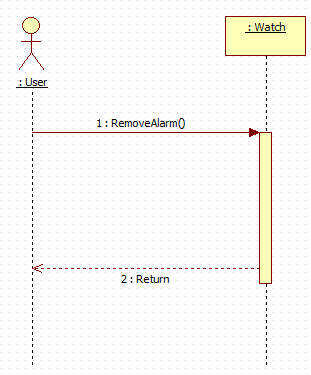 : User
: Watch
1 : RemoveAlarm()
2 : Return